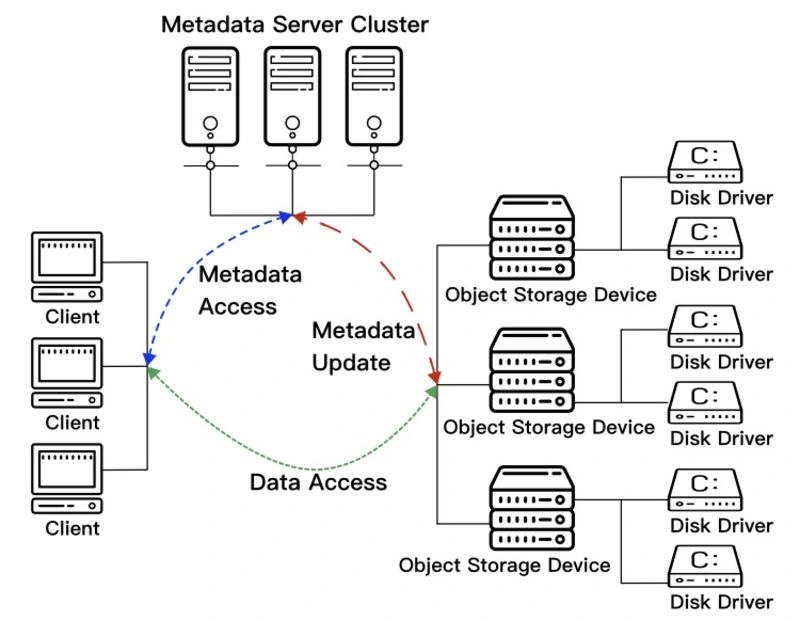 Metadata Server Cluster
C:
Disk Driver
C:
Disk Driver
Metadata
Access
Object Storage Device
Client
C:
Metadata
Update
Disk Driver
C:
Client
Object Storage Device
Disk Driver
Data Access
C:
Client
Disk Driver
C:
Object Storage Device
Disk Driver